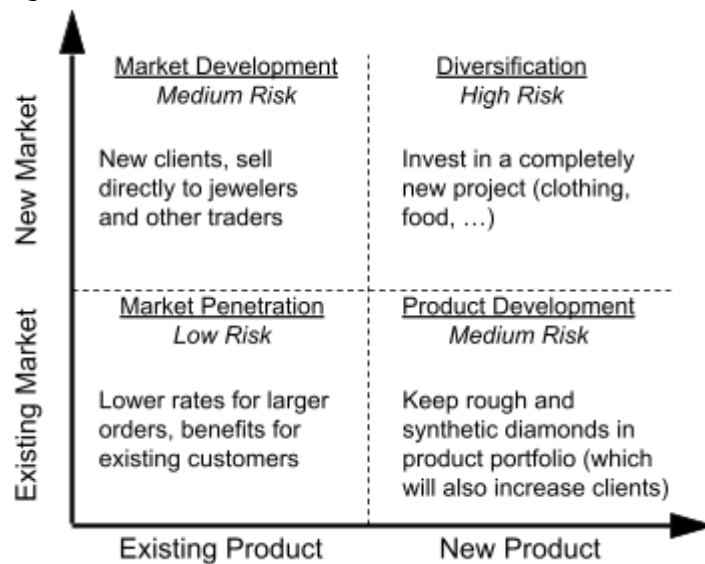 New Market
Market Development
Medium Risk
New clients, sell
directly to jewelers
and other traders
Diversification
High Risk
Invest in a completely
new project (clothing,
food, ...)
Existing Market
Market Penetration
Low Risk
Lower rates for larger
orders, benefits for
existing customers
Product Development
Medium Risk
Keep rough and
synthetic diamonds in
product portfolio (which
will also increase clients)
Existing Product
New Product